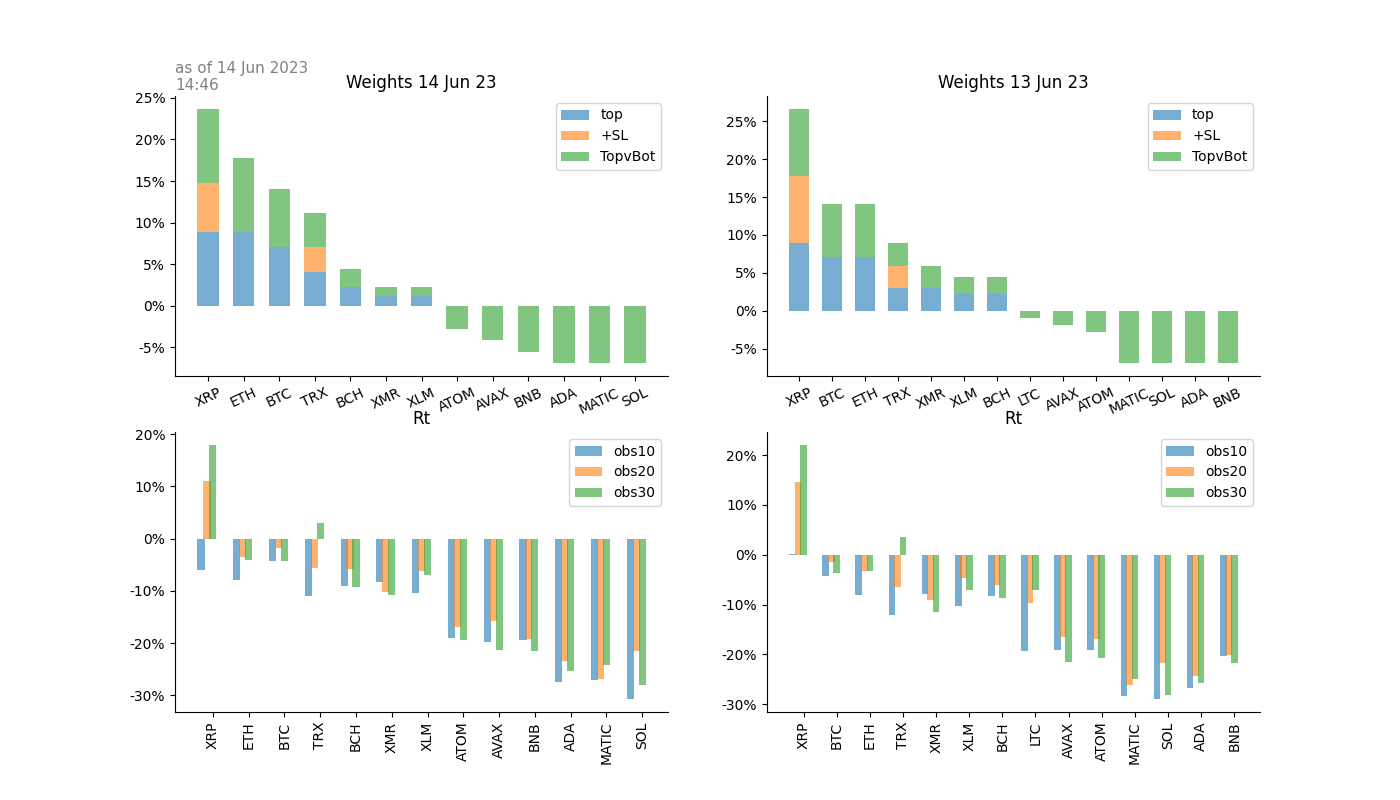 as of 14 Jun 2023
14:46
Weights 14 Jun 23
25%
20%
15%
10%
5%
0%
-5%
top
+SL
TopvBot
XRP ETH BTC TRX BCH XMR XLM ATOM AVAX BNB ADA MATIC SOL
Weights 13 Jun 23
25%
20%
15%
10%
5%
0%
-5%
top
+SL
TopvBot
XRP BTC ETH TRX XMR XLM BCH LTC AVAX ATOM MATIC SOL ADA BNB
Rt
20%
10%
0%
-10%
-20%
-30%
obs10
obs20
obs30
XRP ETH BTC TRX BCH XMR XLM ATOM AVAX BNB ADA MATIC SOL
Rt
20%
10%
0%
-10%
-20%
-30%
obs10
obs20
obs30
XRP BTC ETH TRX XMR XLM BCH LTC AVAX ATOM MATIC SOL ADA BNB